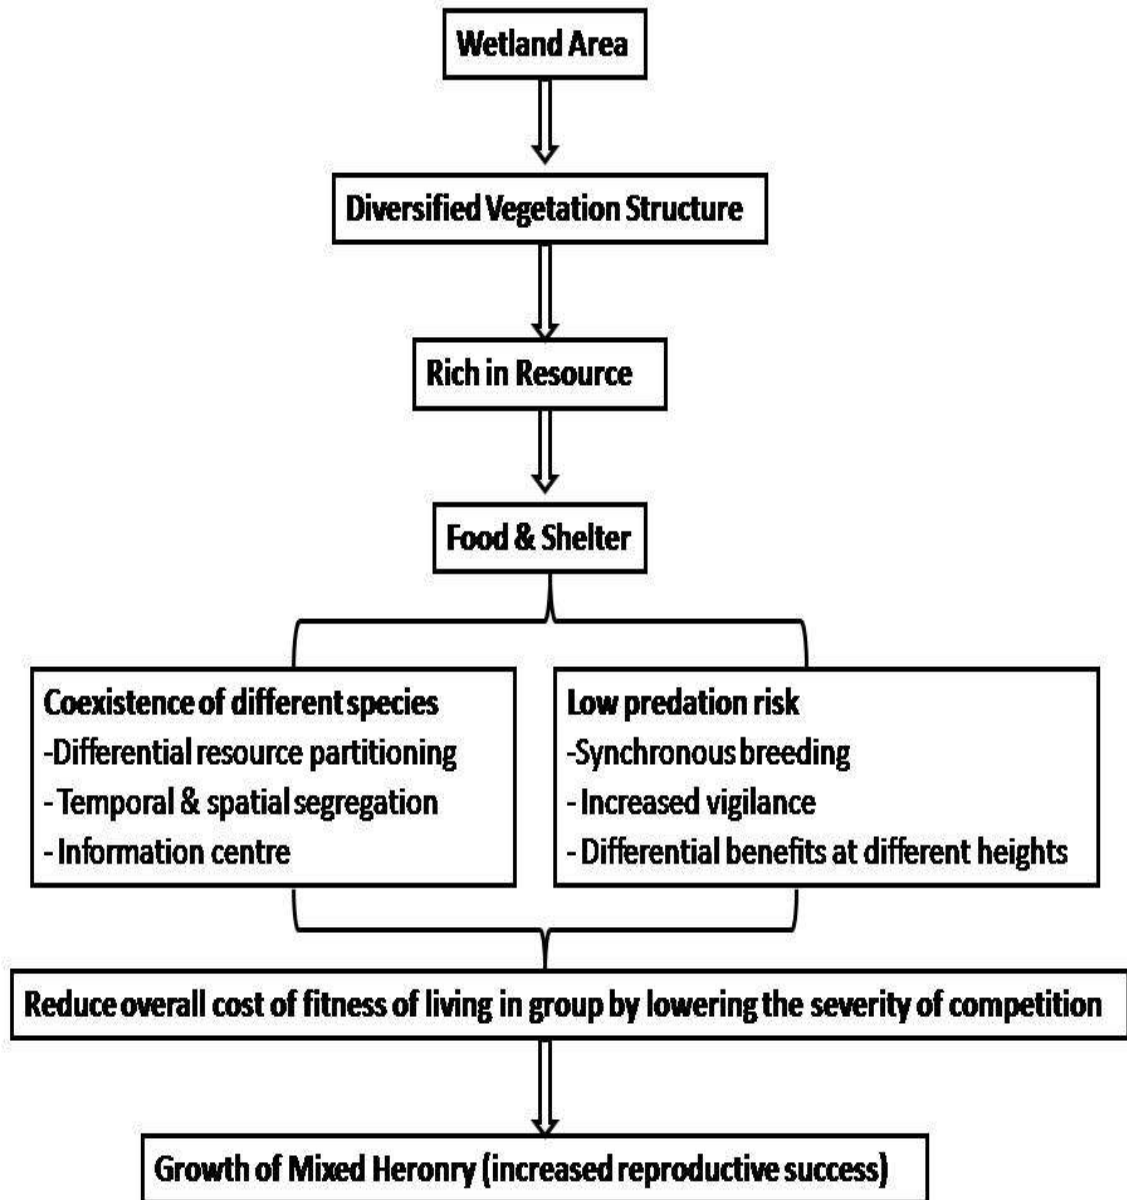 Wetland Area
Diversified Vegetation Structure
Rich in Resource
Food & Shelter
Coexistence of different species
-Differential resource partitioning
- Temporal & spatial segregation
- Information centre
Low predation risk
-Synchronous breeding
- Increased vigilance
- Differential benefits at different heights
Reduce overall cost of fitness of living in group by lowering the severity of competition
Growth of Mixed Heronry (increased reproductive success)